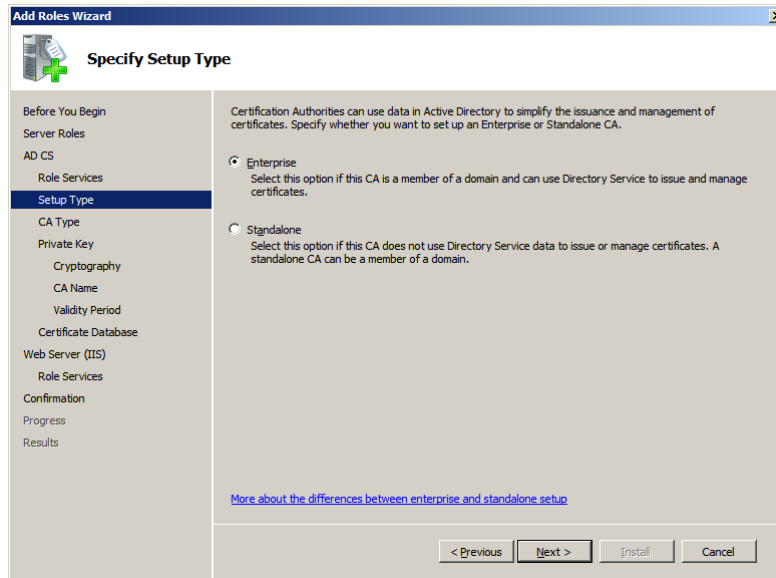 Add Roles Wizard
Specify Setup Type
Before You Begin
Server Roles
AD CS
Role Services
Setup Type
CA Type
Private Key
Cryptography
CA Name
Validity Period
Certificate Database
Web Server (IIS)
Role Services
Confirmation
Progress
Results
Certification Authorities can use data in Active Directory to simplify the issuance and management of
certificates. Specify whether you want to set up an Enterprise or Standalone CA.
Enterprise
Select this option if this CA is a member of a domain and can use Directory Service to issue and manage
certificates.
Standalone
Select this option if this CA does not use Directory Service data to issue or manage certificates. A
standalone CA can be a member of a domain.
More about the differences between enterprise and standalone setup
< Previous
Next >
Install
Cancel